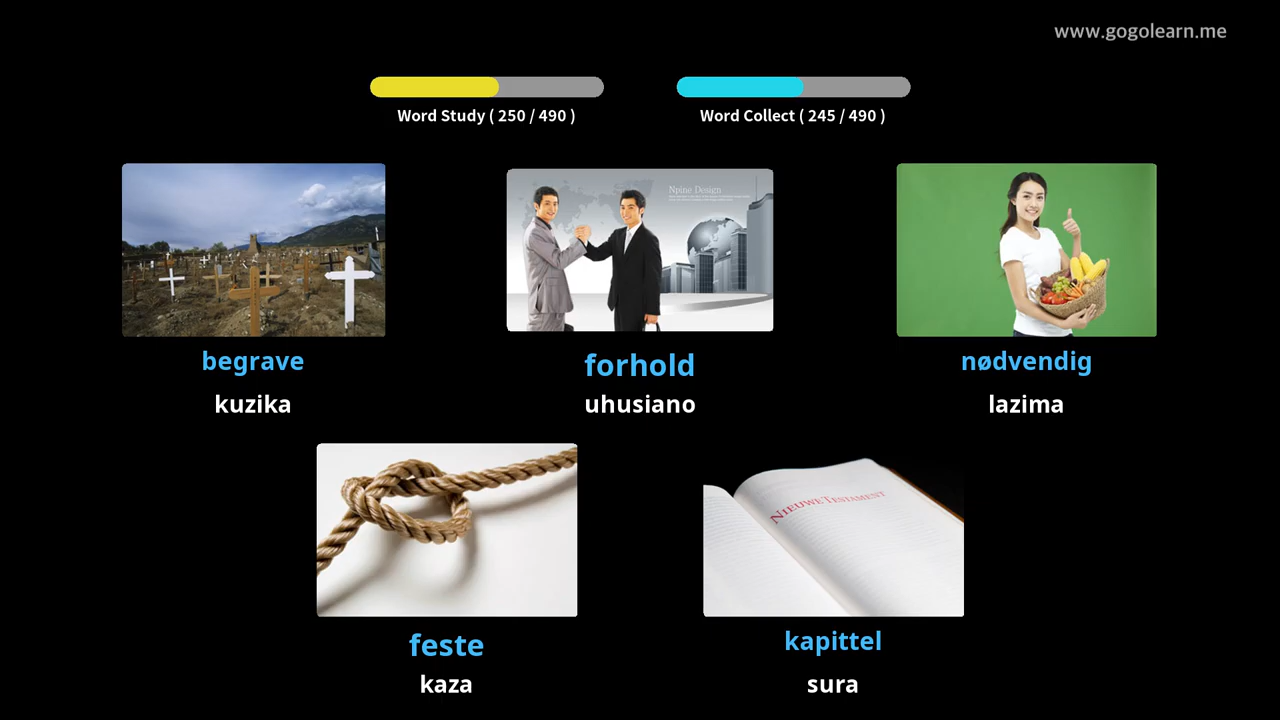 www.gogolearn.me
Word Study ( 250 / 490 )
Word Collect ( 245 / 490 )
Npine Design
begrave
kuzika
forhold
uhusiano
nødvendig
lazima
NIEUWE TESTAMENT
feste
kaza
kapittel
sura